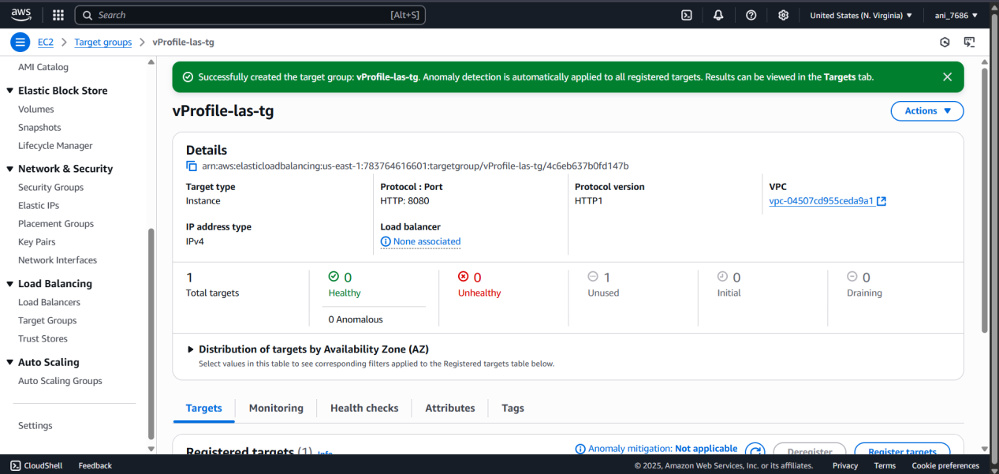 aws
Search [Alt+S]
United States (N. Virginia) ani_7686
EC2 Target groups vProfile-las-tg
AMI Catalog
Elastic Block Store
Volumes
Snapshots
Lifecycle Manager
Network & Security
Security Groups
Elastic IPs
Placement Groups
Key Pairs
Network Interfaces
Load Balancing
Load Balancers
Target Groups
Trust Stores
Auto Scaling
Auto Scaling Groups
Settings
Successfully created the target group: vProfile-las-tg. Anomaly detection is automatically applied to all registered targets. Results can be viewed in the Targets tab.
vProfile-las-tg
Actions
Details
arn:aws:elasticloadbalancing:us-east-1:783764616601:targetgroup/vProfile-las-tg/4c6eb637b0fd147b
Target type
Instance
Protocol : Port
HTTP: 8080
Protocol version
HTTP1
VPC
vpc-04507cd955ceda9a1
IP address type
IPv4
Load balancer
None associated
1
Total targets
0
Healthy
0 Anomalous
0
Unhealthy
1
Unused
0
Initial
0
Draining
Distribution of targets by Availability Zone (AZ)
Select values in this table to see corresponding filters applied to the Registered targets table below.
Targets Monitoring Health checks Attributes Tags
Registered targets (1) Info
Anomaly mitigation: Not applicable
Deregister
Register targets
CloudShell Feedback
© 2025, Amazon Web Services, Inc. or its affiliates. Privacy Terms Cookie preferences